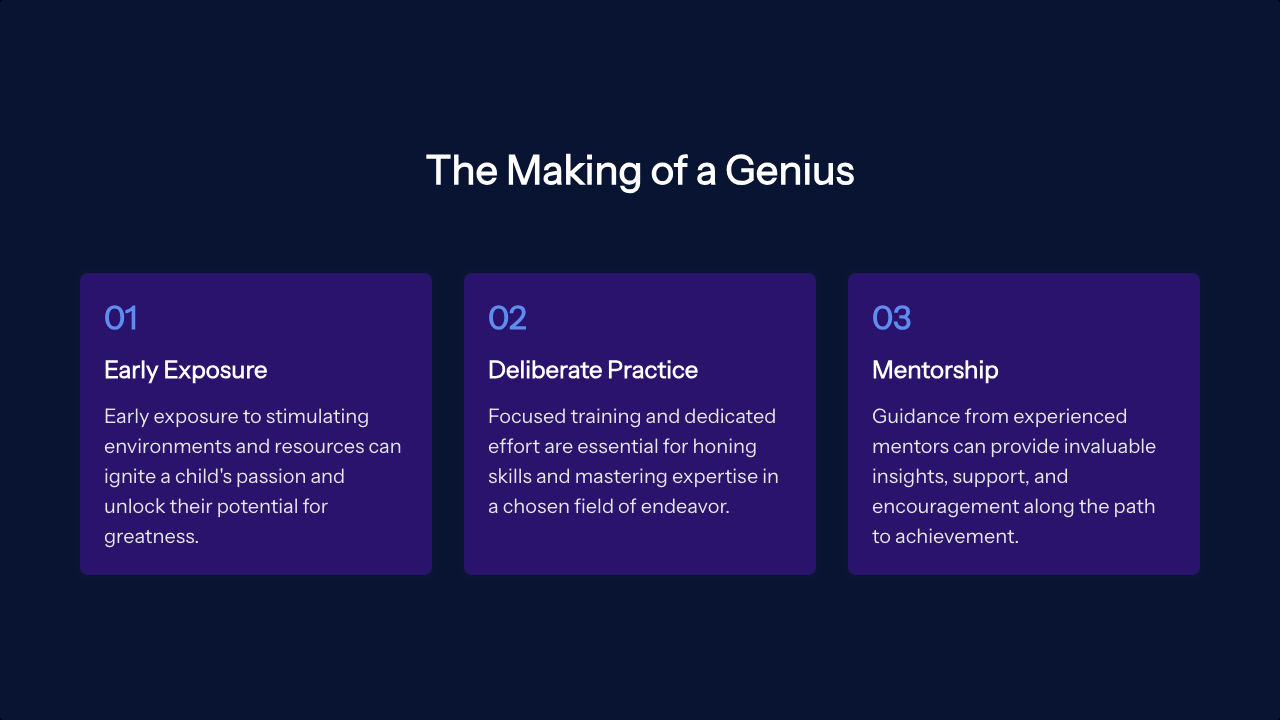 The Making of a Genius
01
Early Exposure
Early exposure to stimulating
environments and resources can
ignite a child's passion and
unlock their potential for
greatness.
02
Deliberate Practice
Focused training and dedicated
effort are essential for honing
skills and mastering expertise in
a chosen field of endeavor.
03
Mentorship
Guidance from experienced
mentors can provide invaluable
insights, support, and
encouragement along the path
to achievement.